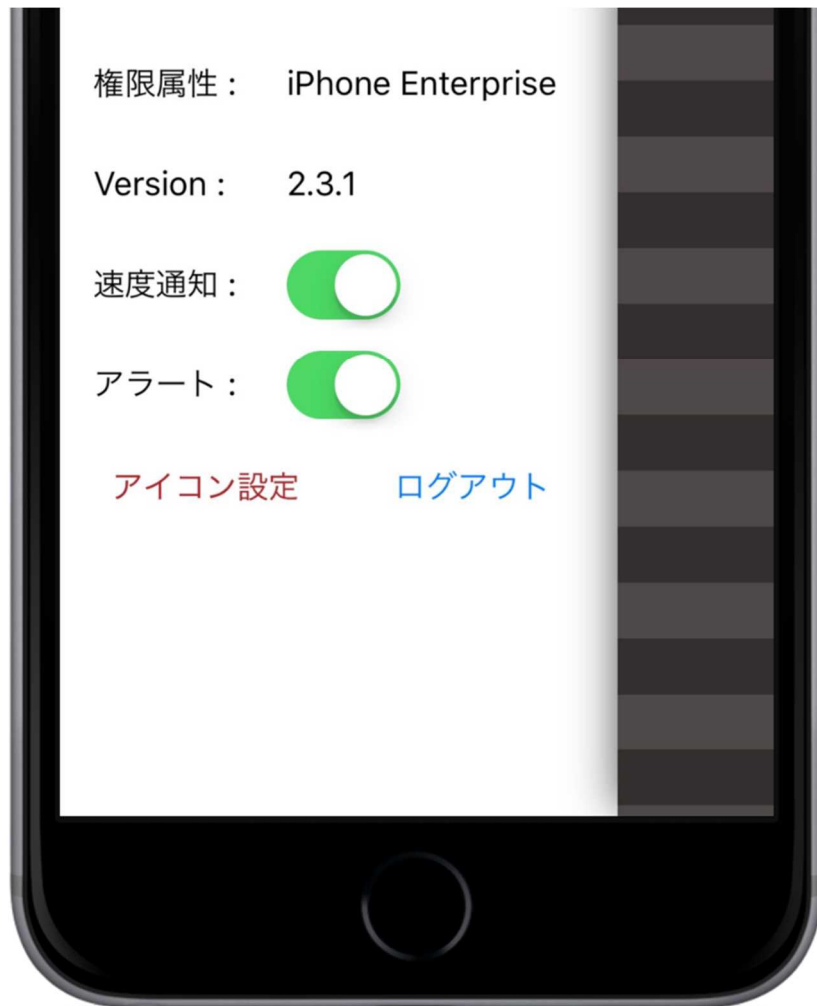 権限属性： iPhone Enterprise
Version： 2.3.1
速度通知：
アラート：
アイコン設定 ログアウト